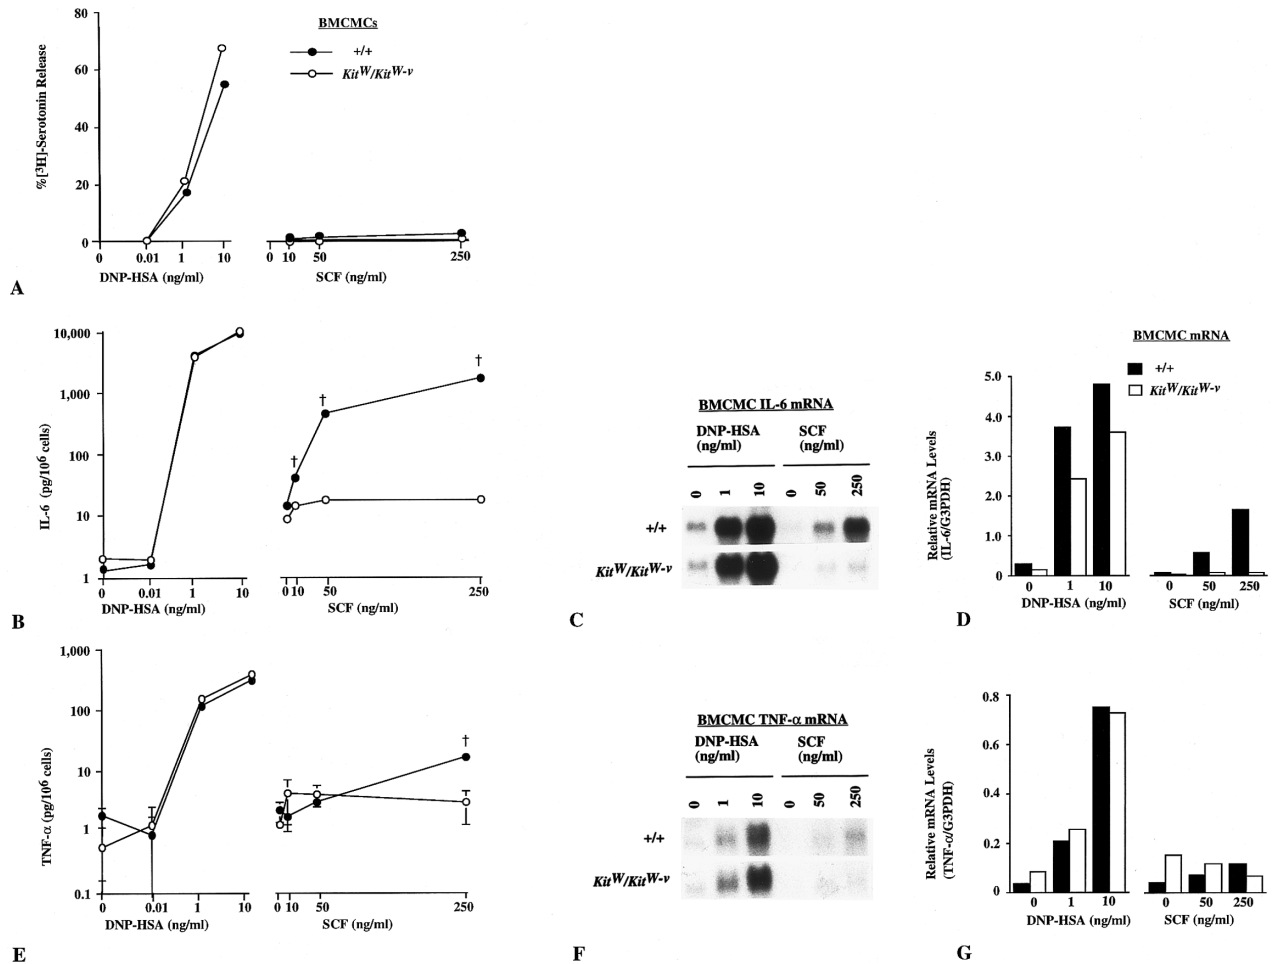 80
60
40
20
0
%[³H]-Serotonin Release
0 0.01 1 10
DNP-HSA (ng/ml)
BMCMCs
+/+
Kitᵂ/Kitᵂ⁻ᵛ
0 10 50 250
SCF (ng/ml)
A
10,000
1,000
100
10
1
IL-6 (pg/10⁶ cells)
0 0.01 1 10
DNP-HSA (ng/ml)
† † †
0 10 50 250
SCF (ng/ml)
B
BMCMC IL-6 mRNA
DNP-HSA SCF
(ng/ml) (ng/ml)
0 1 10 0 50 250
+/+
Kitᵂ/Kitᵂ⁻ᵛ
C
BMCMC mRNA
+/+
Kitᵂ/Kitᵂ⁻ᵛ
5.0
4.0
3.0
2.0
1.0
0
Relative mRNA Levels
(IL-6/G3PDH)
0 1 10
DNP-HSA (ng/ml)
0 50 250
SCF (ng/ml)
D
1,000
100
10
1
0.1
TNF-α (pg/10⁶ cells)
0 0.01 1 10
DNP-HSA (ng/ml)
†
0 10 50 250
SCF (ng/ml)
E
BMCMC TNF-α mRNA
DNP-HSA SCF
(ng/ml) (ng/ml)
0 1 10 0 50 250
+/+
Kitᵂ/Kitᵂ⁻ᵛ
F
0.8
0.6
0.4
0.2
0
Relative mRNA Levels
(TNF-α/G3PDH)
0 1 10
DNP-HSA (ng/ml)
0 50 250
SCF (ng/ml)
G